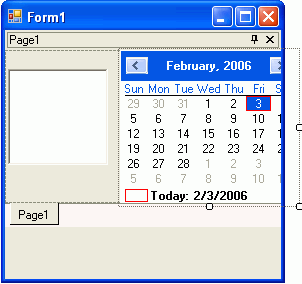 Form1
Page1
February, 2006
Sun Mon Tue Wed Thu Fri
29 30 31 1 2 3
5 6 7 8 9 10
12 13 14 15 16 17
19 20 21 22 23 24
26 27 28 1 2 3
5 6 7 8 9 10
Today: 2/3/2006
Page1